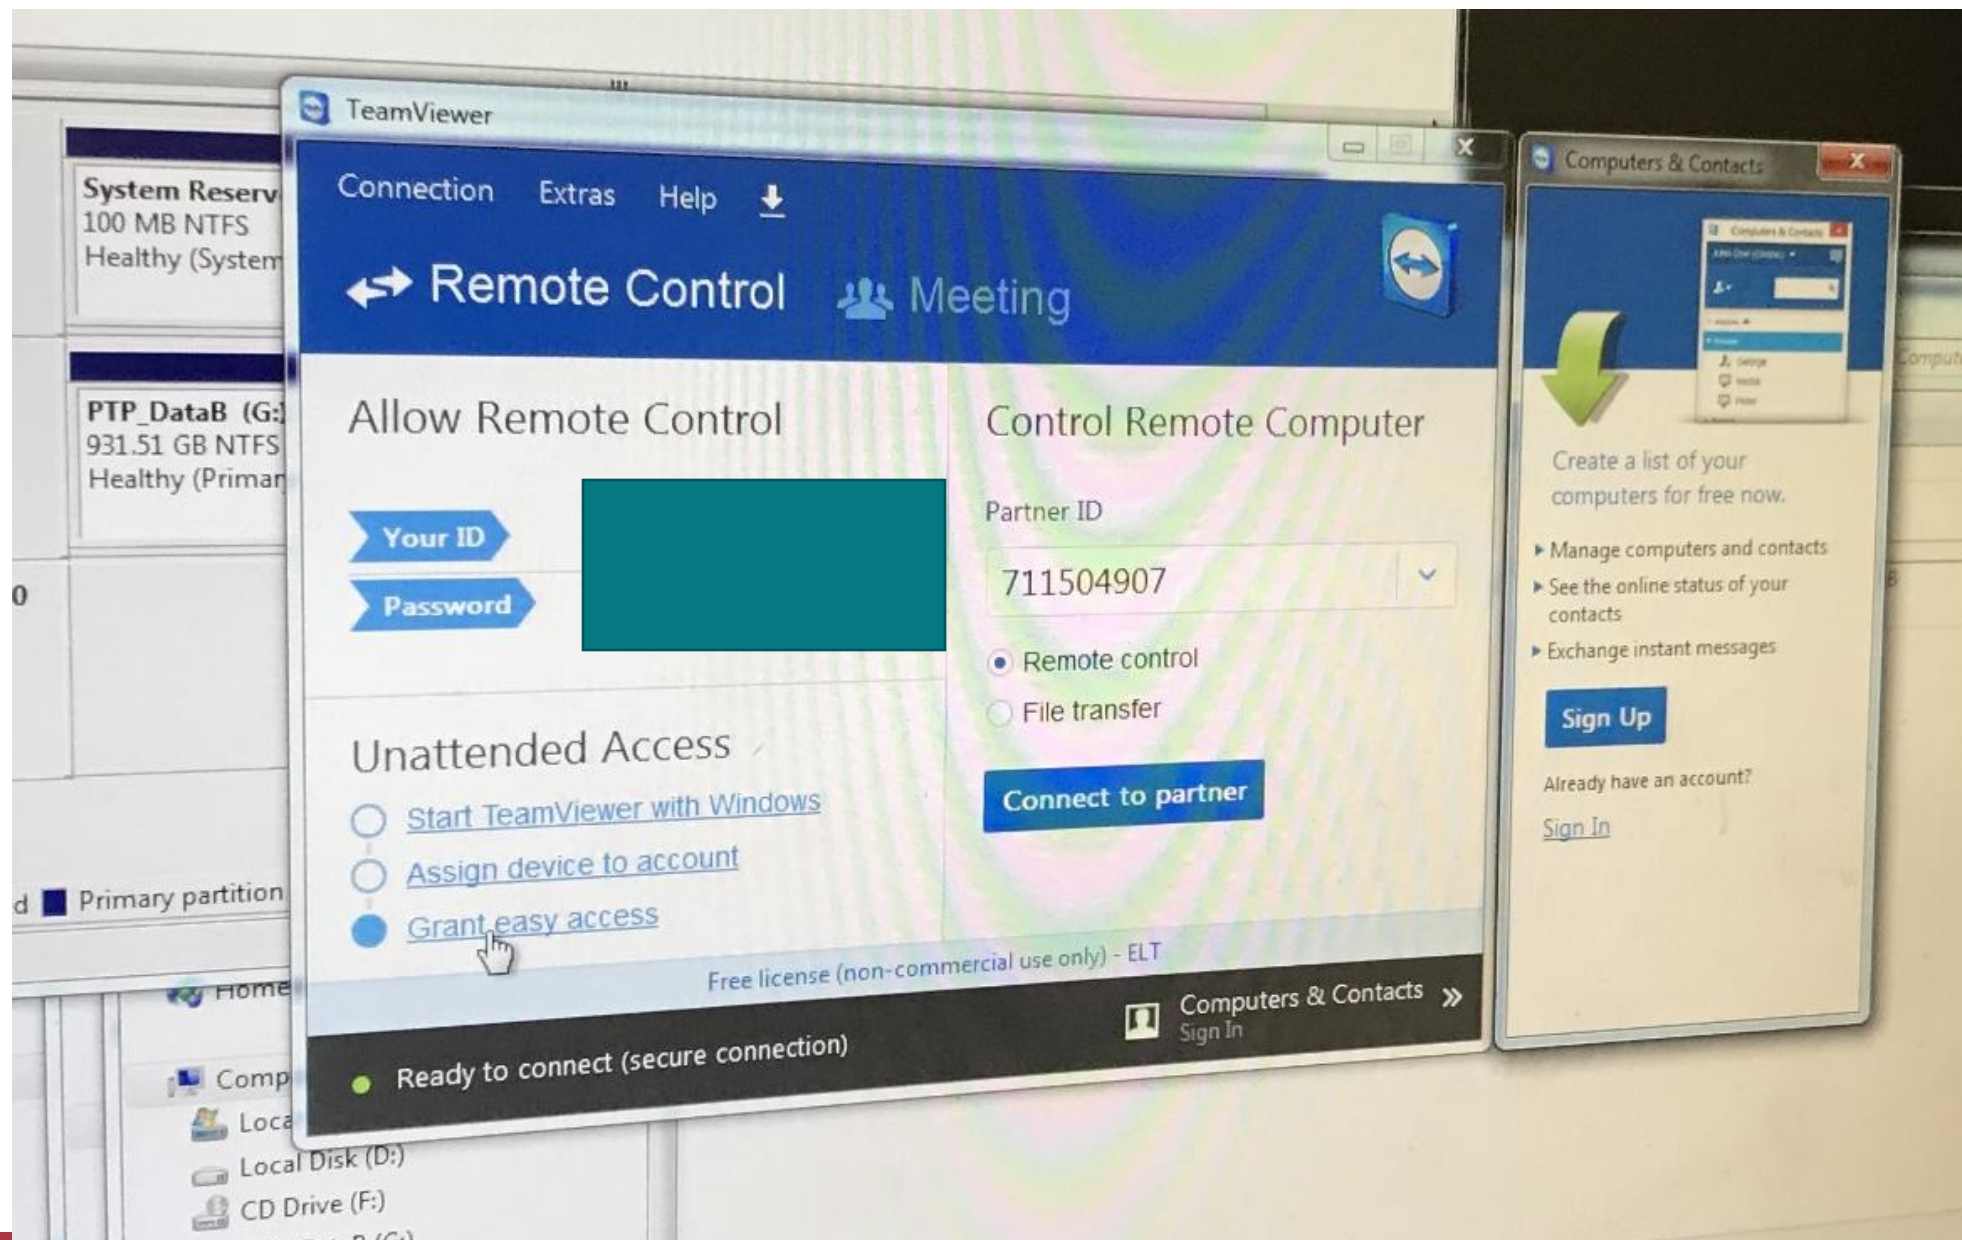 TeamViewer
Connection Extras Help
Remote Control Meeting
Allow Remote Control
Your ID
Password
Unattended Access
Start TeamViewer with Windows
Assign device to account
Grant easy access
Control Remote Computer
Partner ID
711504907
Remote control
File transfer
Connect to partner
Free license (non-commercial use only) - ELT
Ready to connect (secure connection)
Computers & Contacts
Sign In
Computers & Contacts
Computers & Contacts
Create a list of your
computers for free now.
Manage computers and contacts
See the online status of your
contacts
Exchange instant messages
Sign Up
Already have an account?
Sign In
System Reserv
100 MB NTFS
Healthy (System
PTP_DataB (G:)
931.51 GB NTFS
Healthy (Primar
0
d Primary partition
Home
Comp
Loca
Local Disk (D:)
CD Drive (F:)